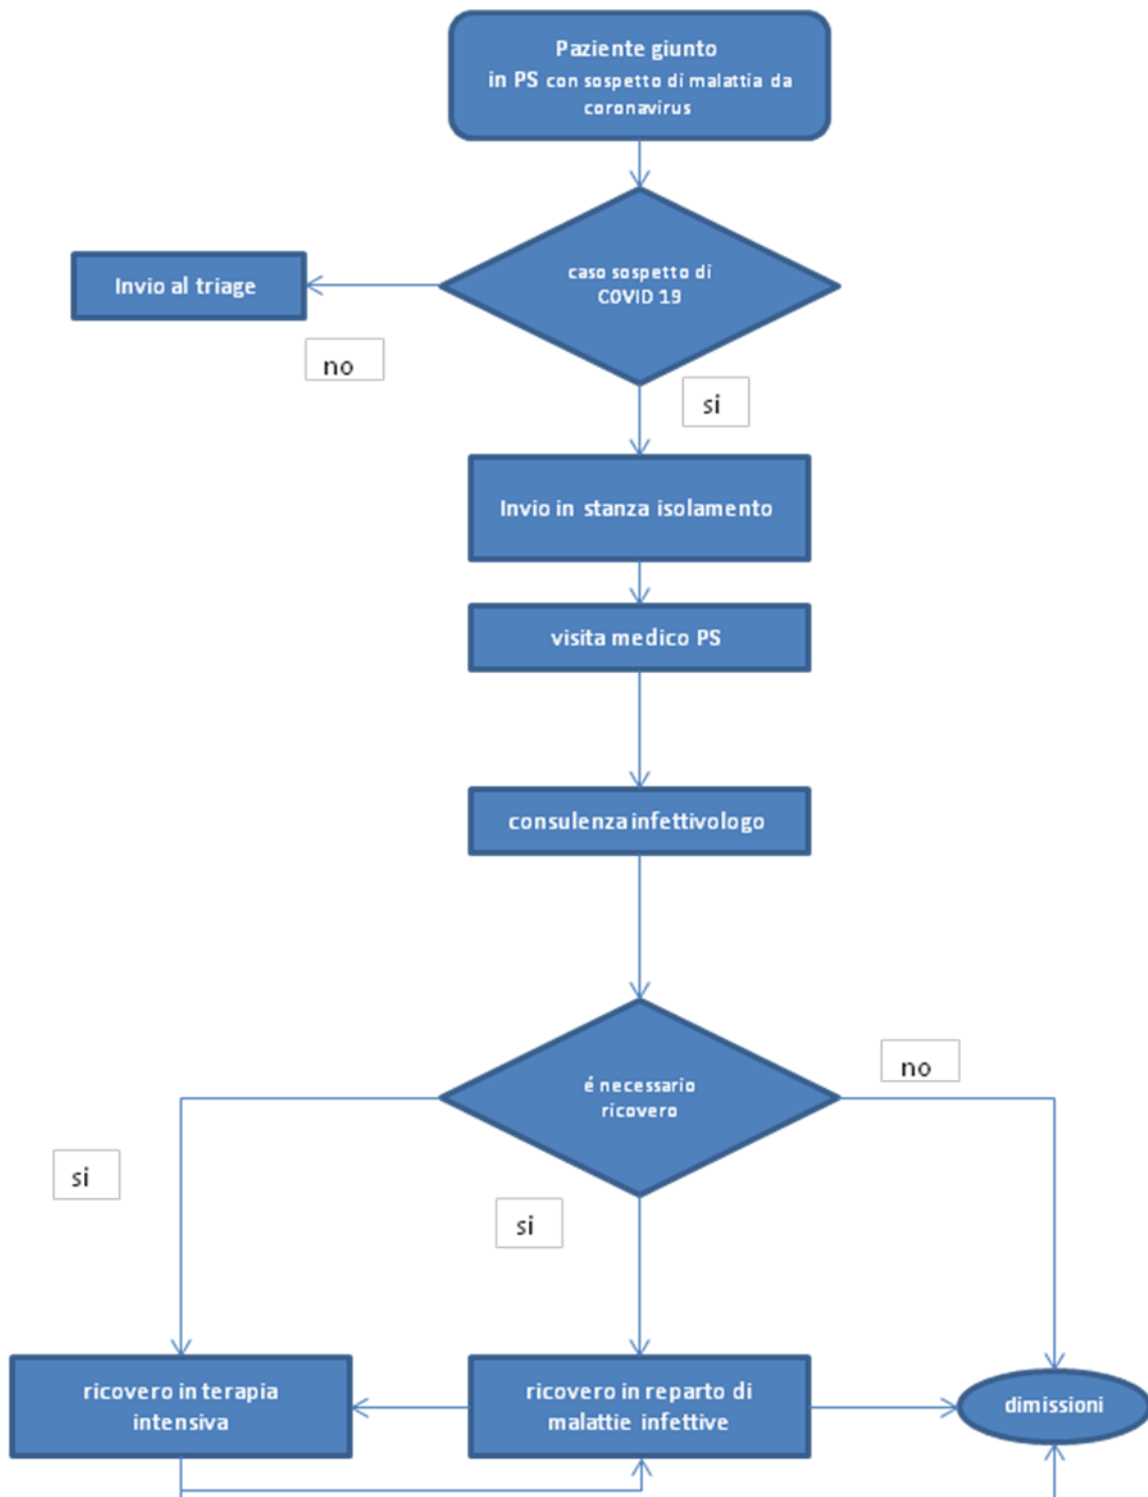 Paziente giunto
in PS con sospetto di malattia da
coronavirus
caso sospetto di
COVID 19
Invio al triage
no
si
Invio in stanza isolamento
visita medico PS
consulenza infettivologo
é necessario
ricovero
no
si
si
ricovero in terapia
intensiva
ricovero in reparto di
malattie infettive
dimissioni